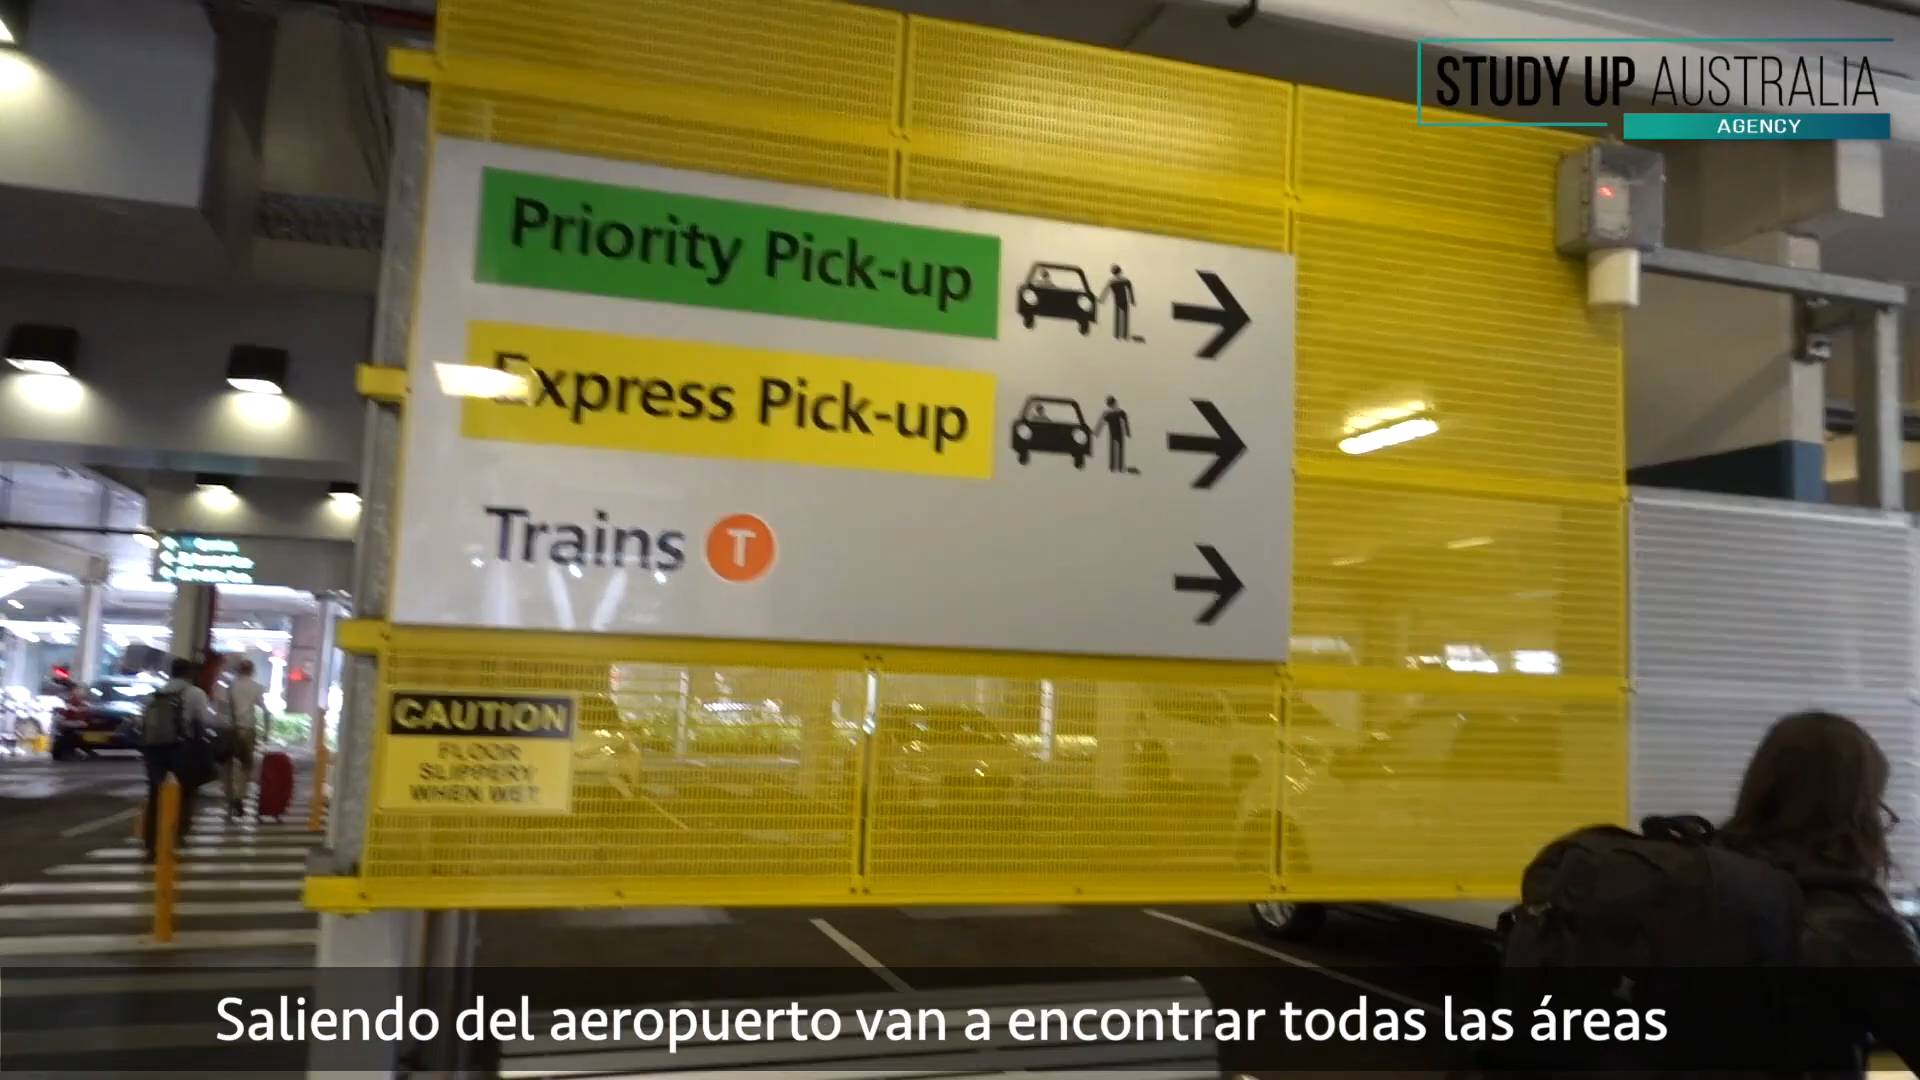 STUDY UP AUSTRALIA
AGENCY
Priority Pick-up
Express Pick-up
Trains T
CAUTION
FLOOR
SLIPPERY
WHEN WET
Saliendo del aeropuerto van a encontrar todas las áreas